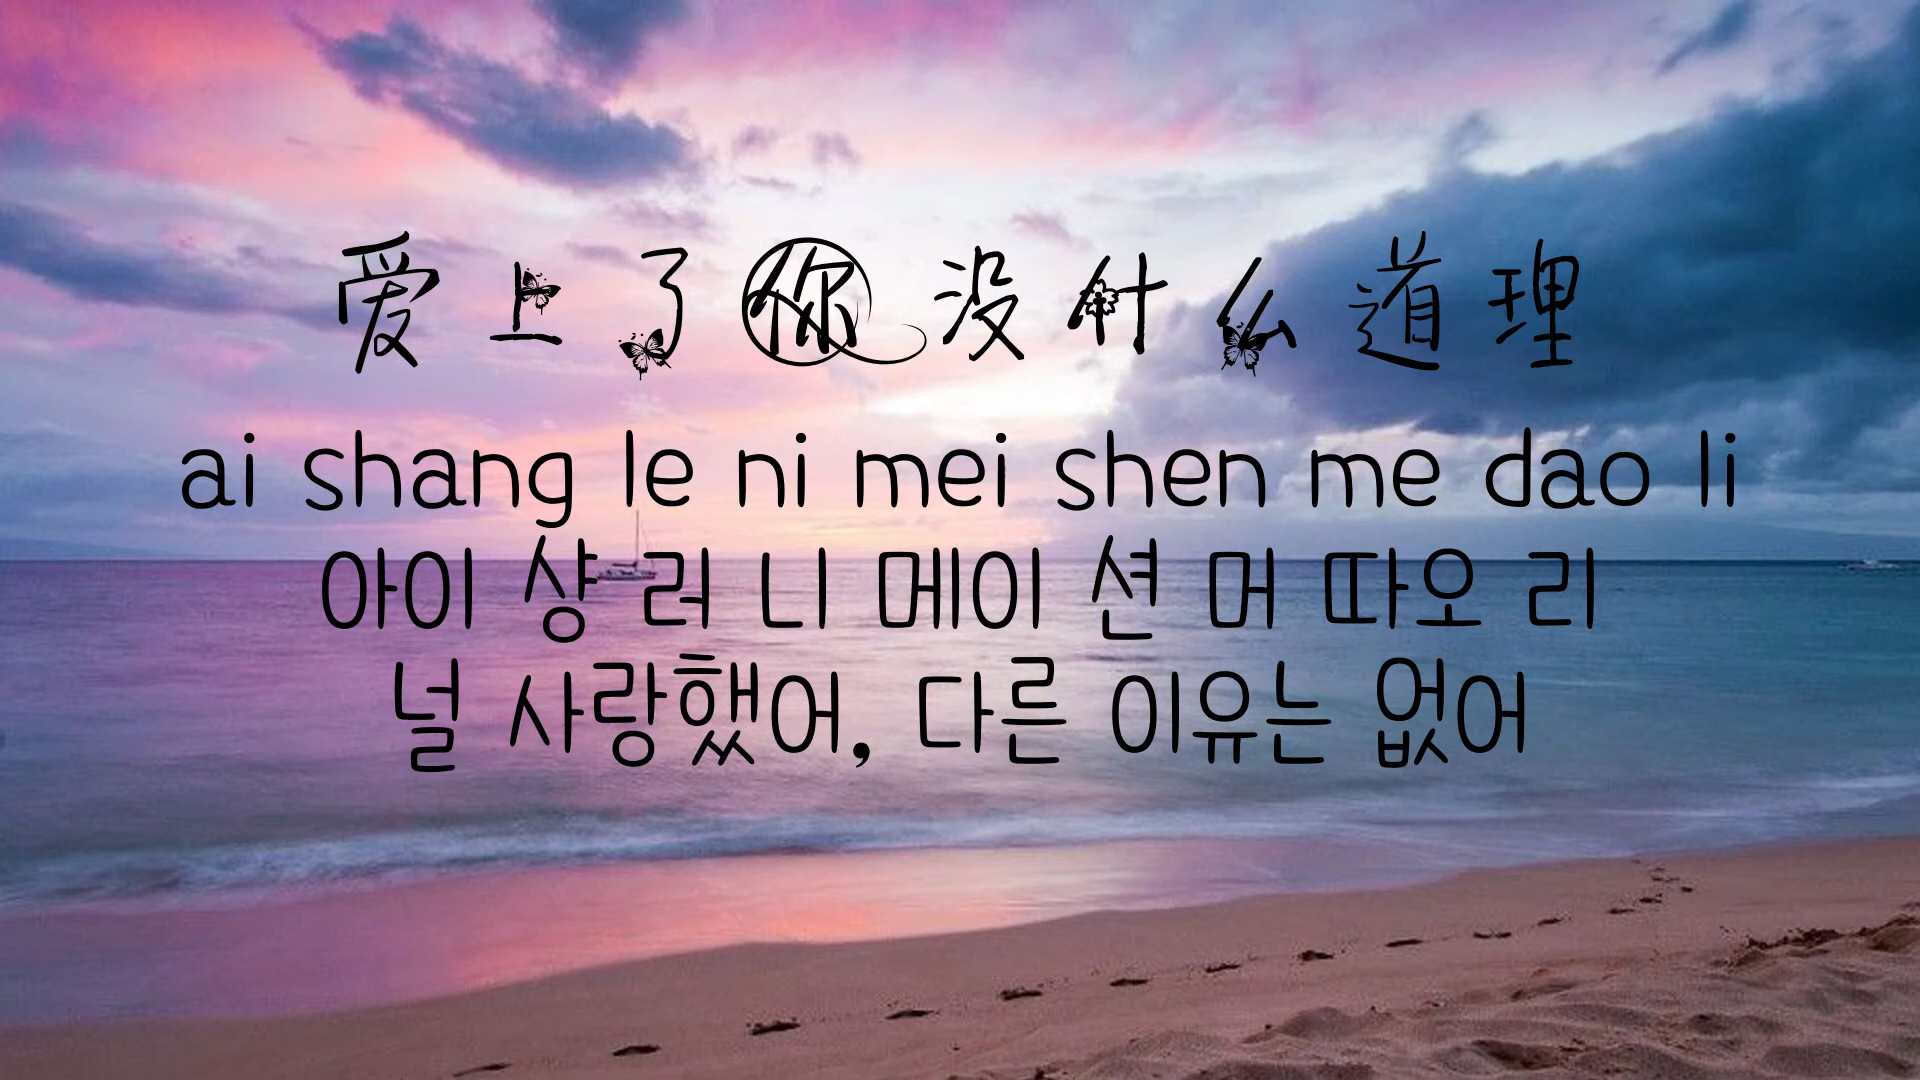 爱上了你没什么道理
ai shang le ni mei shen me dao li
아이 샹 러 니 메이 션 머 따오 리
널 사랑했어, 다른 이유는 없어